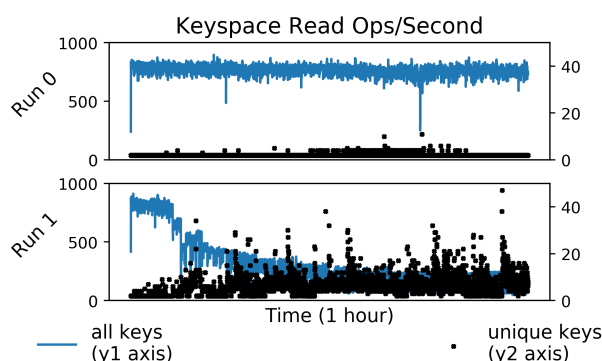 Keyspace Read Ops/Second
1000
500
0
40
20
0
Run 0
1000
500
0
40
20
0
Run 1
Time (1 hour)
all keys
(y1 axis)
unique keys
(y2 axis)